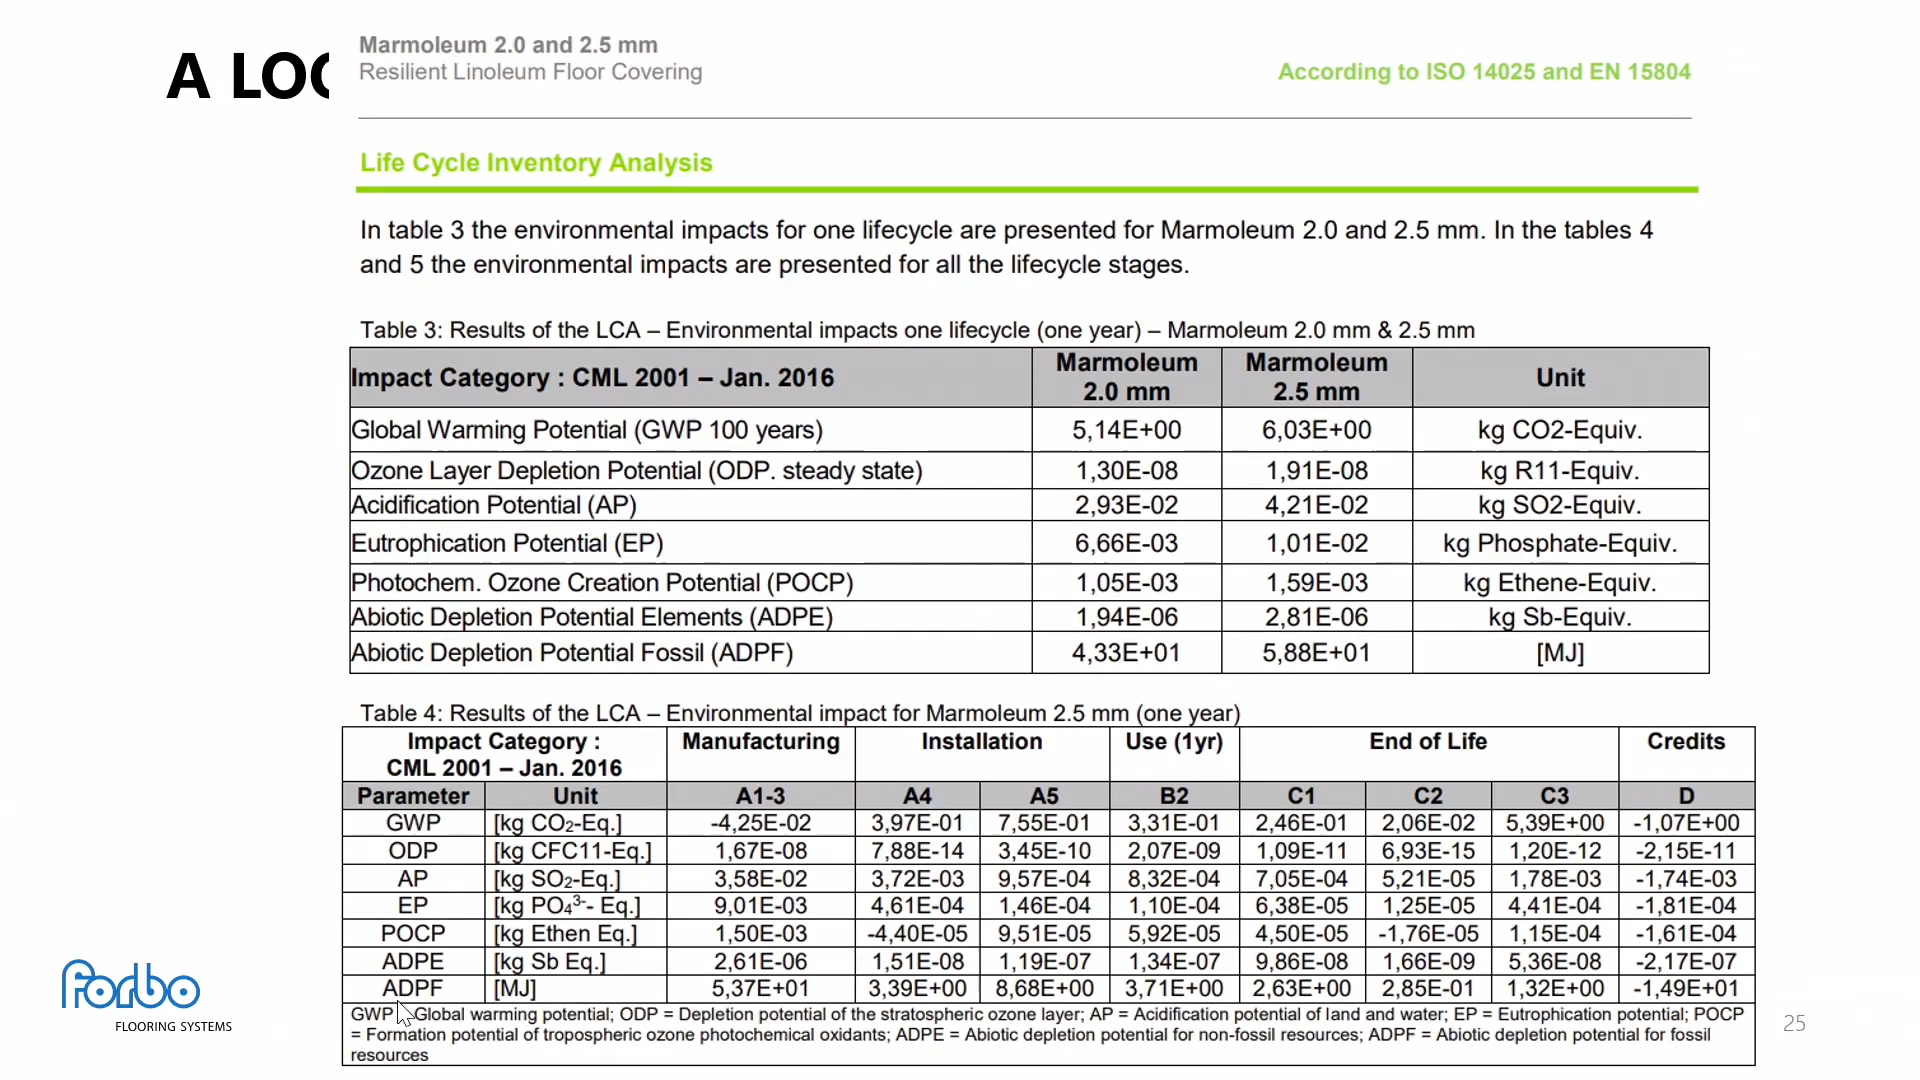 A LOC
Marmoleum 2.0 and 2.5 mm
Resilient Linoleum Floor Covering
According to ISO 14025 and EN 15804
Life Cycle Inventory Analysis
In table 3 the environmental impacts for one lifecycle are presented for Marmoleum 2.0 and 2.5 mm. In the tables 4
and 5 the environmental impacts are presented for all the lifecycle stages.
Table 3: Results of the LCA – Environmental impacts one lifecycle (one year) – Marmoleum 2.0 mm & 2.5 mm
Impact Category : CML 2001 – Jan. 2016 Marmoleum 2.0 mm Marmoleum 2.5 mm Unit
Global Warming Potential (GWP 100 years) 5,14E+00 6,03E+00 kg CO2-Equiv.
Ozone Layer Depletion Potential (ODP. steady state) 1,30E-08 1,91E-08 kg R11-Equiv.
Acidification Potential (AP) 2,93E-02 4,21E-02 kg SO2-Equiv.
Eutrophication Potential (EP) 6,66E-03 1,01E-02 kg Phosphate-Equiv.
Photochem. Ozone Creation Potential (POCP) 1,05E-03 1,59E-03 kg Ethene-Equiv.
Abiotic Depletion Potential Elements (ADPE) 1,94E-06 2,81E-06 kg Sb-Equiv.
Abiotic Depletion Potential Fossil (ADPF) 4,33E+01 5,88E+01 [MJ]
Table 4: Results of the LCA – Environmental impact for Marmoleum 2.5 mm (one year)
Impact Category : CML 2001 – Jan. 2016 Manufacturing Installation Use (1yr) End of Life Credits
Parameter Unit A1-3 A4 A5 B2 C1 C2 C3 D
GWP [kg CO2-Eq.] -4,25E-02 3,97E-01 7,55E-01 3,31E-01 2,46E-01 2,06E-02 5,39E+00 -1,07E+00
ODP [kg CFC11-Eq.] 1,67E-08 7,88E-14 3,45E-10 2,07E-09 1,09E-11 6,93E-15 1,20E-12 -2,15E-11
AP [kg SO2-Eq.] 3,58E-02 3,72E-03 9,57E-04 8,32E-04 7,05E-04 5,21E-05 1,78E-03 -1,74E-03
EP [kg PO4³-- Eq.] 9,01E-03 4,61E-04 1,46E-04 1,10E-04 6,38E-05 1,25E-05 4,41E-04 -1,81E-04
POCP [kg Ethen Eq.] 1,50E-03 -4,40E-05 9,51E-05 5,92E-05 4,50E-05 -1,76E-05 1,15E-04 -1,61E-04
ADPE [kg Sb Eq.] 2,61E-06 1,51E-08 1,19E-07 1,34E-07 9,86E-08 1,66E-09 5,36E-08 -2,17E-07
ADPF [MJ] 5,37E+01 3,39E+00 8,68E+00 3,71E+00 2,63E+00 2,85E-01 1,32E+00 -1,49E+01
GWP Global warming potential; ODP = Depletion potential of the stratospheric ozone layer; AP = Acidification potential of land and water; EP = Eutrophication potential; POCP
= Formation potential of tropospheric ozone photochemical oxidants; ADPE = Abiotic depletion potential for non-fossil resources; ADPF = Abiotic depletion potential for fossil
resources
forbo
FLOORING SYSTEMS
25